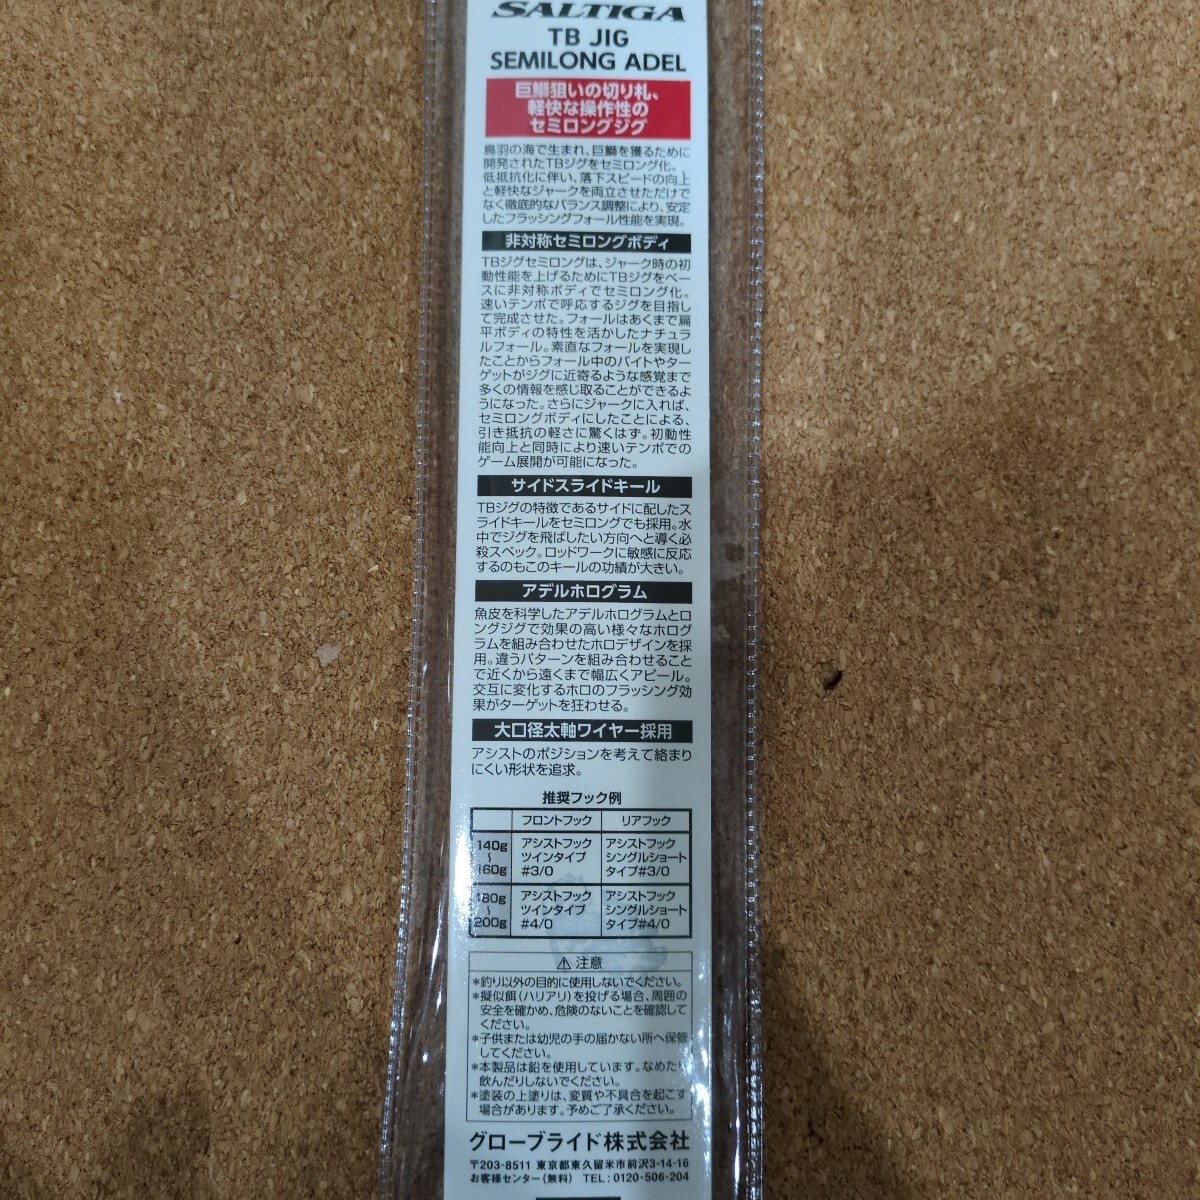 SALTIGA
TB JIG
SEMILONG ADEL
巨鰤狙いの切り札、
軽快な操作性の
セミロングジグ
鳥羽の海で生まれ、巨鰤を獲るために
開発されたTBジグをセミロング化。
低抵抗化に伴い、落下スピードの向上
と軽快なジャークを両立させただけで
なく徹底的なバランス調整により、安定
したフラッシングフォール性能を実現。
非対称セミロングボディ
TBジグセミロングは、ジャーク時の初
動性能を上げるためにTBジグをベー
スに非対称ボディでセミロング化。
速いテンポで呼応するジグを目指し
て完成させた。フォールはあくまで扁
平ボディの特性を活かしたナチュラ
ルフォール。素直なフォールを実現し
たことからフォール中のバイトやター
ゲットがジグに近寄るような感覚まで
多くの情報を感じ取ることができるよ
うになった。さらにジャークに入れば、
セミロングボディにしたことによる、
引き抵抗の軽さに驚くはず。初動性
能向上と同時により速いテンポでの
ゲーム展開が可能になった。
サイドスライドキール
TBジグの特徴であるサイドに配したス
ライドキールをセミロングでも採用。水
中でジグを飛ばしたい方向へと導く必
殺スペック。ロッドワークに敏感に反応
するのもこのキールの功績が大きい。
アデルホログラム
魚皮を科学したアデルホログラムとロ
ングジグで効果の高い様々なホログ
ラムを組み合わせたホロデザインを採
用。違うパターンを組み合わせること
で近くから遠くまで幅広くアピール。
交互に変化するホロのフラッシング効
果がターゲットを狂わせる。
大口径太軸ワイヤー採用
アシストのポジションを考えて絡まり
にくい形状を追求。
推奨フック例
フロントフック リアフック
140g～160g アシストフックツインタイプ#3/0 アシストフックシングルショートタイプ#3/0
180g～200g アシストフックツインタイプ#4/0 アシストフックシングルショートタイプ#4/0
⚠注意
*釣り以外の目的に使用しないでください。
*擬似餌(ハリアリ)を投げる場合、周囲の
安全を確かめ、危険のないことを確認して
ください。
*子供または幼児の手の届かない所へ保管
してください。
*本製品は鉛を使用しています。なめたり
飲んだりしないでください。
*塗装の上塗りは、変質や不具合を起こす
場合があります。予めご了承ください。
グローブライド株式会社
〒203-8511 東京都東久留米市前沢3-14-16
お客様センター(無料) TEL:0120-506-204